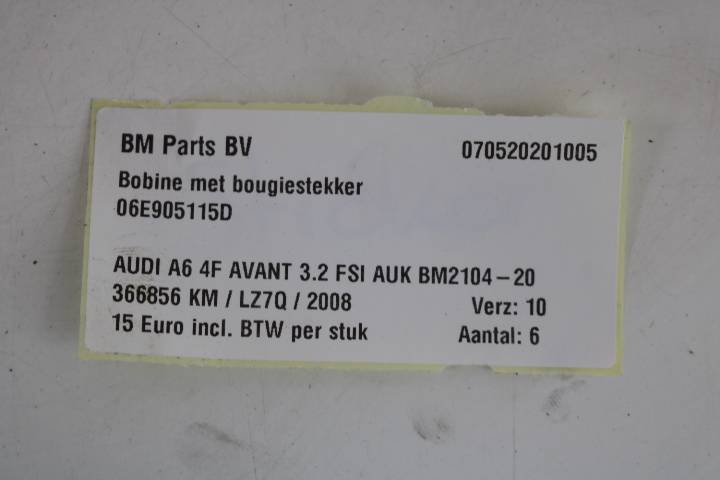 BM Parts BV 070520201005
Bobine met bougiestekker
06E905115D
AUDI A6 4F AVANT 3.2 FSI AUK BM2104-20
366856 KM / LZ7Q / 2008 Verz: 10
15 Euro incl. BTW per stuk Aantal: 6